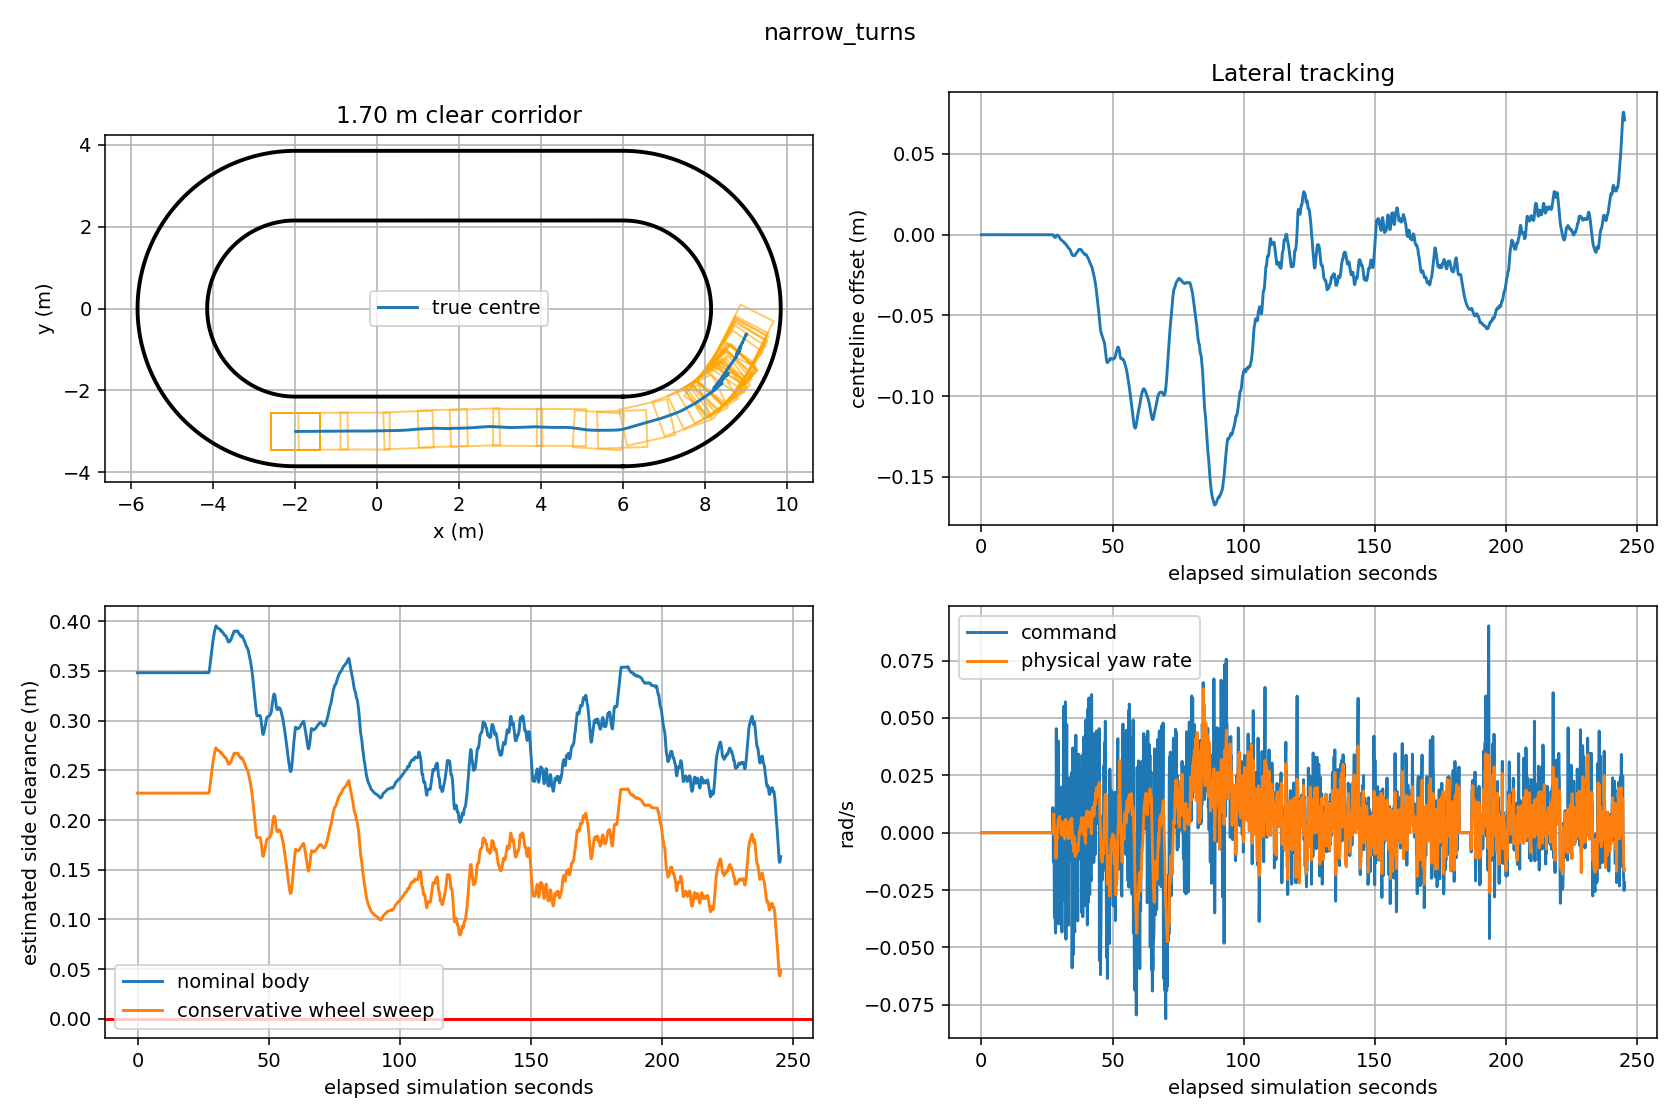 narrow_turns
1.70 m clear corridor
4
2
0
−2
−4
y (m)
true centre
−6 −4 −2 0 2 4 6 8 10
x (m)
Lateral tracking
0.05
0.00
−0.05
−0.10
−0.15
centreline offset (m)
0 50 100 150 200 250
elapsed simulation seconds
0.40
0.35
0.30
0.25
0.20
0.15
0.10
0.05
0.00
estimated side clearance (m)
nominal body
conservative wheel sweep
0 50 100 150 200 250
elapsed simulation seconds
command
physical yaw rate
0.075
0.050
0.025
0.000
−0.025
−0.050
−0.075
rad/s
0 50 100 150 200 250
elapsed simulation seconds